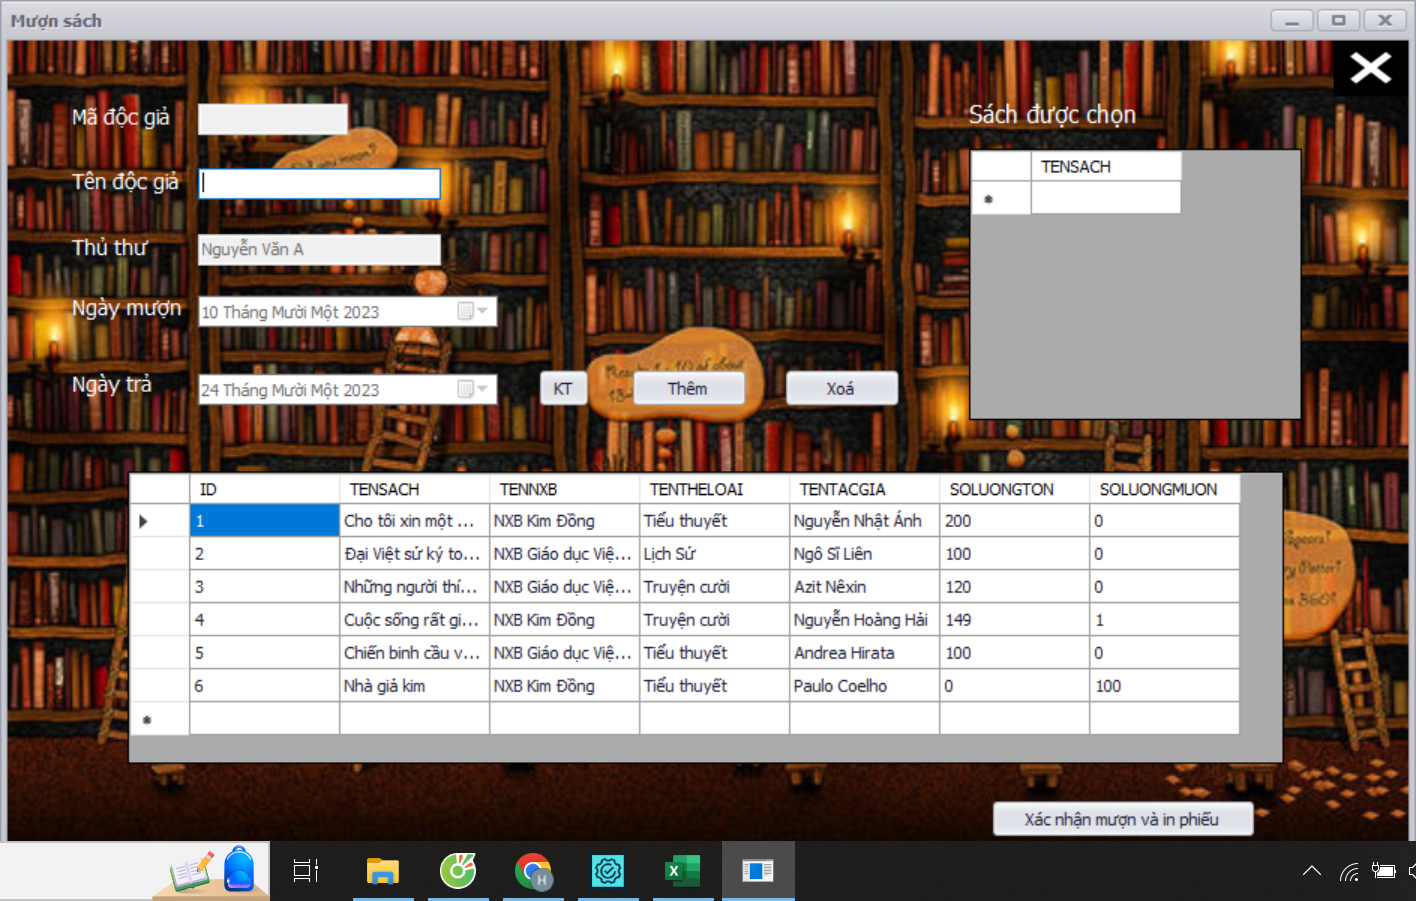 Mượn sách
Mã độc giả
Sách được chọn
TENSACH
Tên độc giả
Thủ thư
Nguyễn Văn A
Ngày mượn
10 Tháng Mười Một 2023
Ngày trả
24 Tháng Mười Một 2023
KT
Thêm
Xoá
ID TENSACH TENNXB TENTHELOAI TENTACGIA SOLUONGTON SOLUONGMUON
1 Cho tôi xin một ... NXB Kim Đồng Tiểu thuyết Nguyễn Nhật Ánh 200 0
2 Đại Việt sử ký to... NXB Giáo dục Việ... Lịch Sử Ngô Sĩ Liên 100 0
3 Những người thí... NXB Giáo dục Việ... Truyện cười Azit Nêxin 120 0
4 Cuộc sống rất gi... NXB Kim Đồng Truyện cười Nguyễn Hoàng Hải 149 1
5 Chiến binh cầu v... NXB Giáo dục Việ... Tiểu thuyết Andrea Hirata 100 0
6 Nhà giả kim NXB Kim Đồng Tiểu thuyết Paulo Coelho 0 100
Xác nhận mượn và in phiếu
H